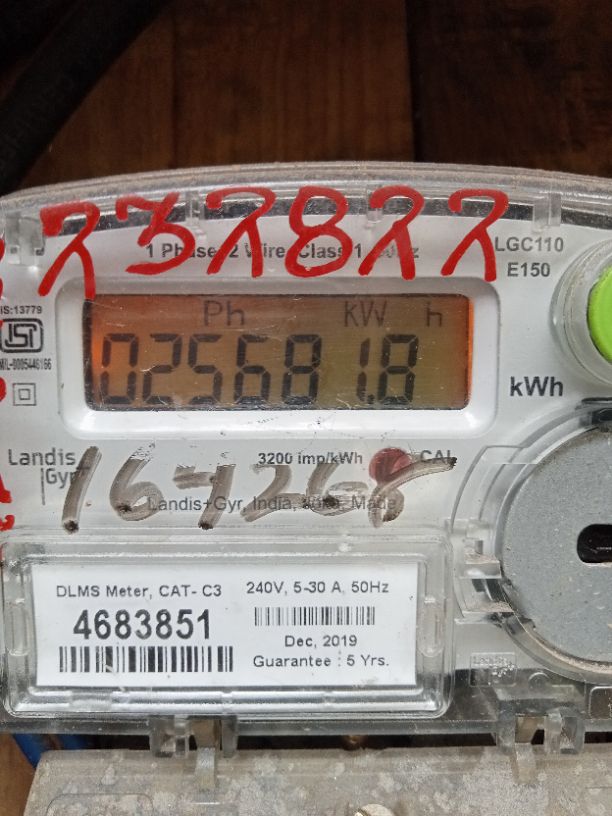 232822
1 Phase, 2 Wire, Class 1
LGC110
E150
IS:13779
Ph kW h
025681.8
kWh
Landis
Gyr
3200 imp/kWh
CAL
Landis+Gyr, India,
DLMS Meter, CAT- C3
240V, 5-30 A, 50Hz
4683851
Dec, 2019
Guarantee : 5 Yrs.